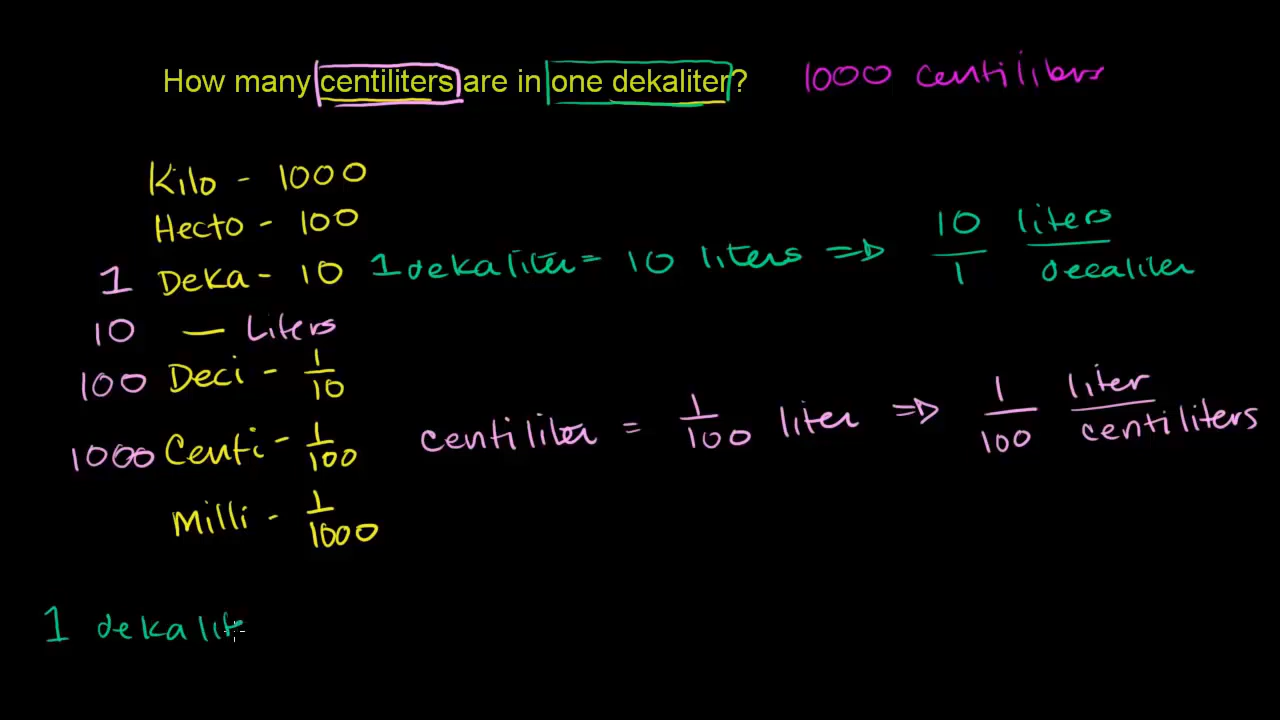 How many centiliters are in one dekaliter? 1000 centiliters
Kilo - 1000
Hecto - 100
1 Deka - 10 1 dekaliter = 10 liters ⇒ 10/1 liters/decaliter
10 — Liters
100 Deci - 1/10
1000 Centi - 1/100 centiliter = 1/100 liter ⇒ 1/100 liter/centiliters
Milli - 1/1000
1 dekalit